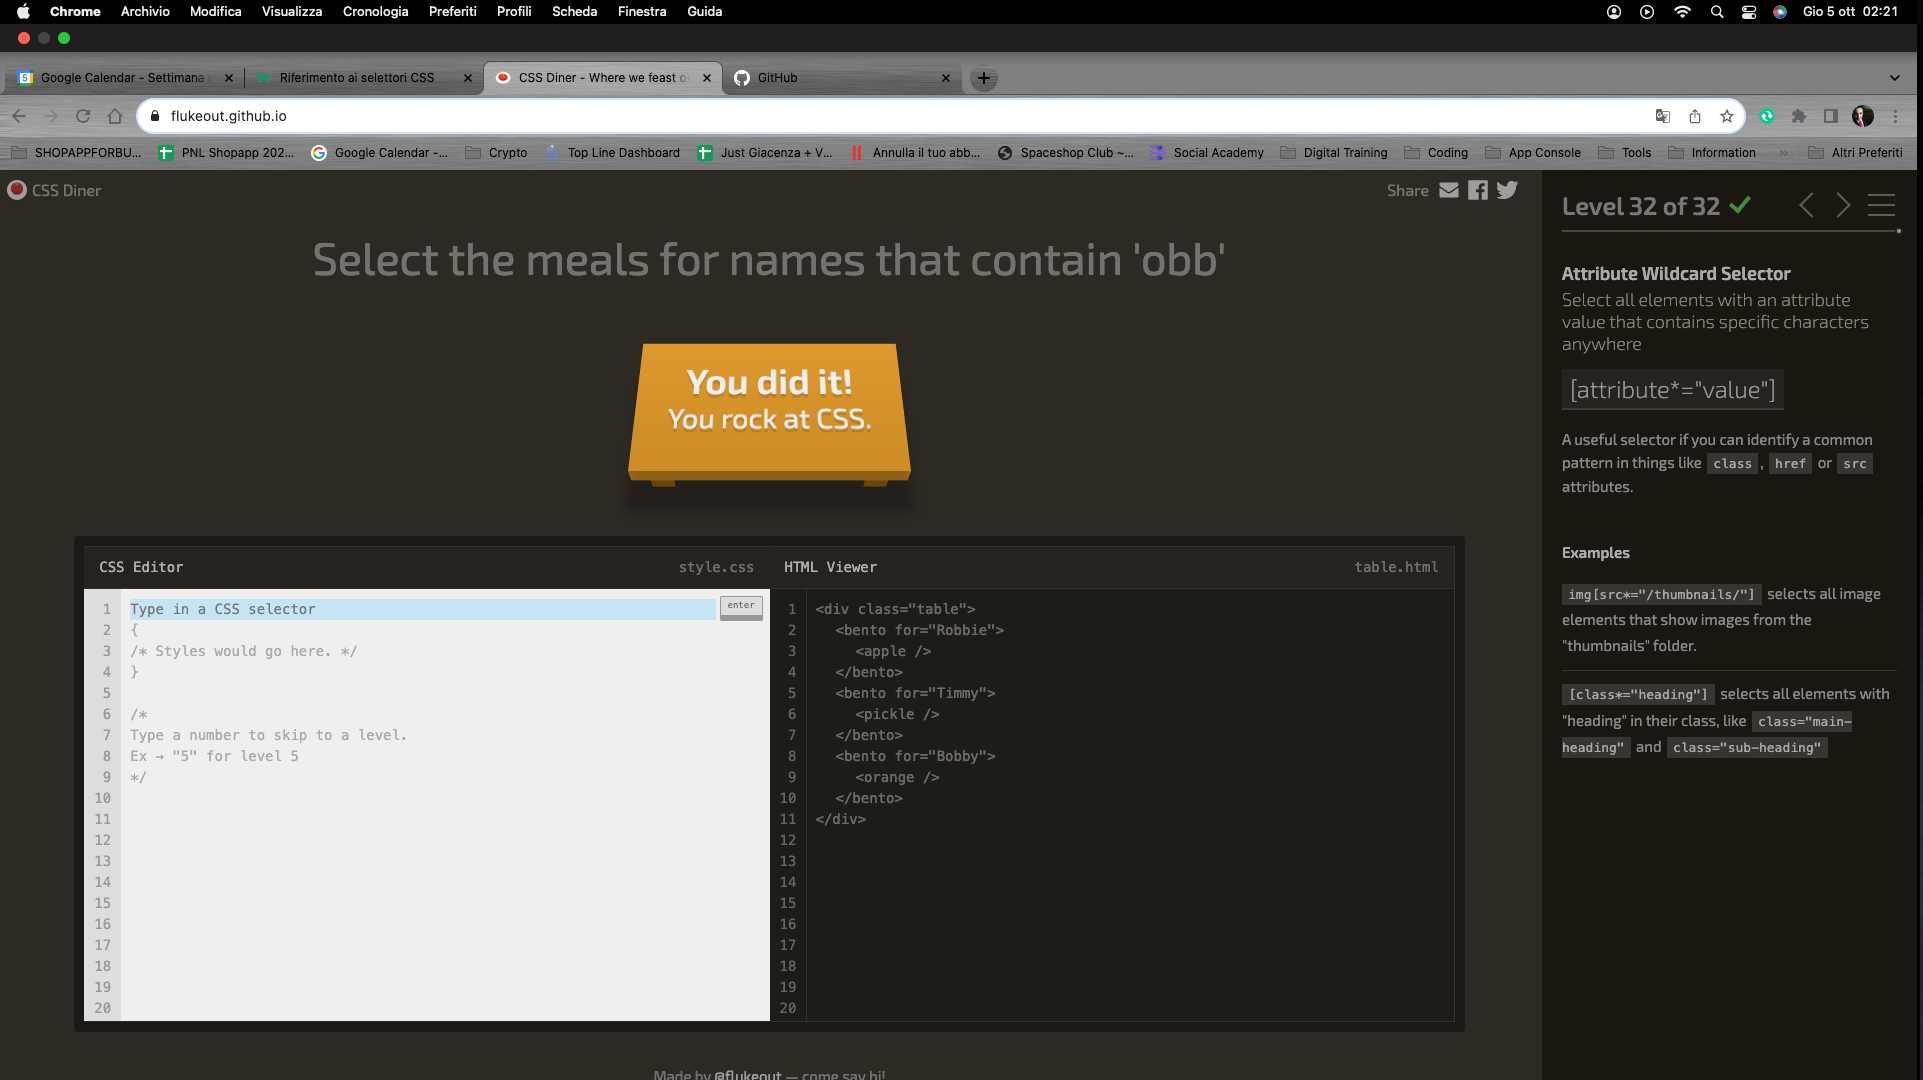 Chrome Archivio Modifica Visualizza Cronologia Preferiti Profili Scheda Finestra Guida Gio 5 ott 02:21
Google Calendar - Settimana Riferimento ai selettori CSS CSS Diner - Where we feast o GitHub
flukeout.github.io
SHOPAPPFORBU... PNL Shopapp 202... Google Calendar -... Crypto Top Line Dashboard Just Giacenza + V... Annulla il tuo abb... Spaceshop Club ~... Social Academy Digital Training Coding App Console Tools Information » Altri Preferiti
CSS Diner
Share
Select the meals for names that contain 'obb'
You did it!
You rock at CSS.
CSS Editor style.css
1 Type in a CSS selector enter
2 {
3 /* Styles would go here. */
4 }
5
6 /*
7 Type a number to skip to a level.
8 Ex → "5" for level 5
9 */
10
11
12
13
14
15
16
17
18
19
20
HTML Viewer table.html
1 <div class="table">
2 <bento for="Robbie">
3 <apple />
4 </bento>
5 <bento for="Timmy">
6 <pickle />
7 </bento>
8 <bento for="Bobby">
9 <orange />
10 </bento>
11 </div>
12
13
14
15
16
17
18
19
20
Made by @flukeout — come say hi!
Level 32 of 32
Attribute Wildcard Selector
Select all elements with an attribute
value that contains specific characters
anywhere
[attribute*="value"]
A useful selector if you can identify a common
pattern in things like class , href or src
attributes.
Examples
img[src*="/thumbnails/"] selects all image
elements that show images from the
"thumbnails" folder.
[class*="heading"] selects all elements with
"heading" in their class, like class="main-
heading" and class="sub-heading"